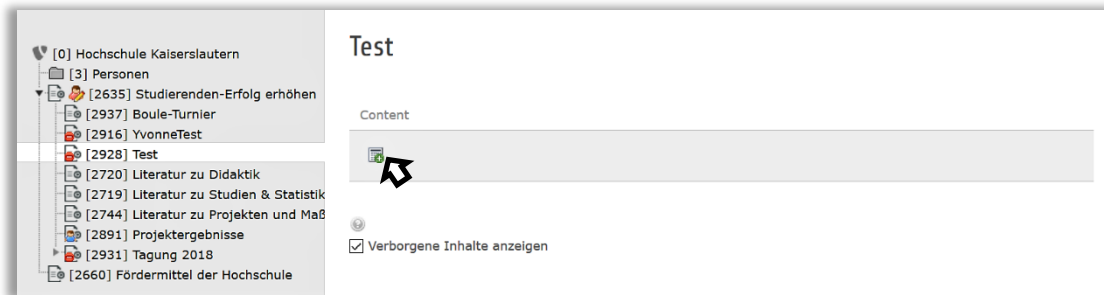 [0] Hochschule Kaiserslautern
[3] Personen
[2635] Studierenden-Erfolg erhöhen
[2937] Boule-Turnier
[2916] YvonneTest
[2928] Test
[2720] Literatur zu Didaktik
[2719] Literatur zu Studien & Statistik
[2744] Literatur zu Projekten und Maß
[2891] Projektergebnisse
[2931] Tagung 2018
[2660] Fördermittel der Hochschule
Test
Content
Verborgene Inhalte anzeigen